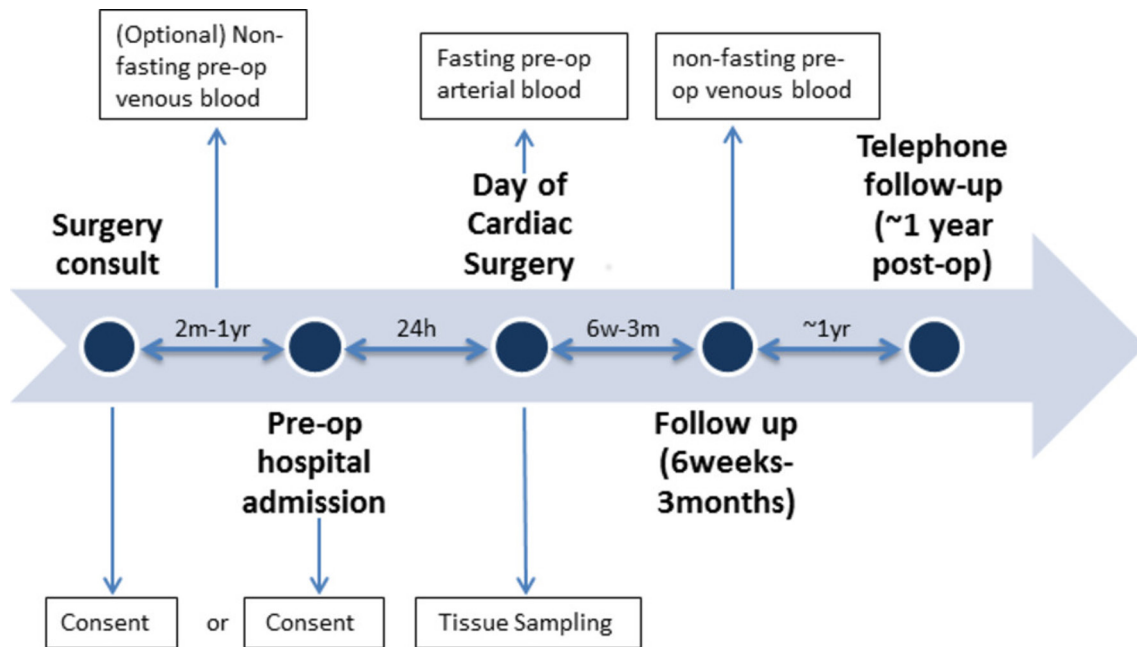 (Optional) Non-
fasting pre-op
venous blood
Fasting pre-op
arterial blood
non-fasting pre-
op venous blood
Surgery
consult
Day of
Cardiac
Surgery
Telephone
follow-up
(~1 year
post-op)
2m-1yr
24h
6w-3m
~1yr
Pre-op
hospital
admission
Follow up
(6weeks-
3months)
Consent
or
Consent
Tissue Sampling